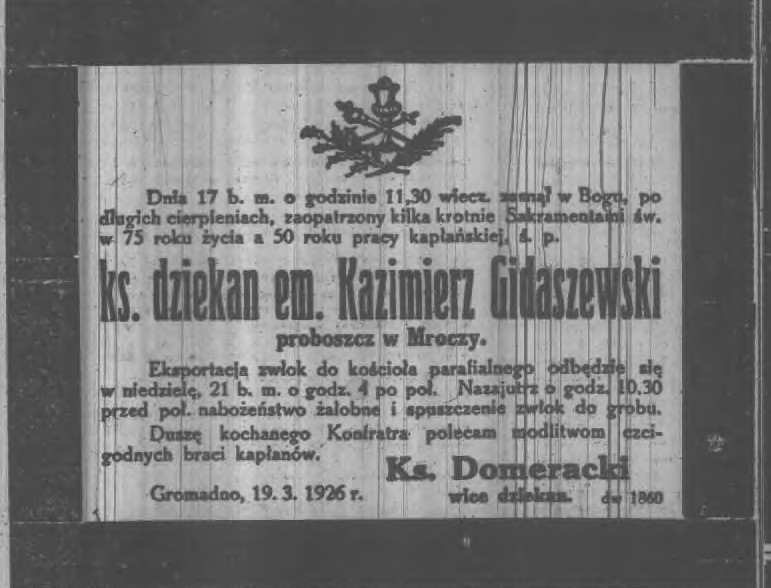 Dnia 17 b. m. o godzinie 11,30 wiecz. zasnął w Bogu, po
długich cierpieniach, zaopatrzony kilka krotnie Sakramentami św.
w 75 roku życia a 50 roku pracy kapłańskiej, ś. p.
ks. dziekan em. Kazimierz Gidaszewski
proboszcz w Mroczy.
Eksportacja zwłok do kościoła parafialnego odbędzie się
w niedzielę, 21 b. m. o godz. 4 po poł. Nazajutrz o godz. 10.30
przed poł. nabożeństwo żalobne i spuszczenie zwłok do grobu.
Duszę kochanego Konfratra polecam modlitwom czci-
godnych braci kapłanów.
Ks. Domeracki
Gromadno, 19. 3. 1926 r. wice dziekan. dw 1860